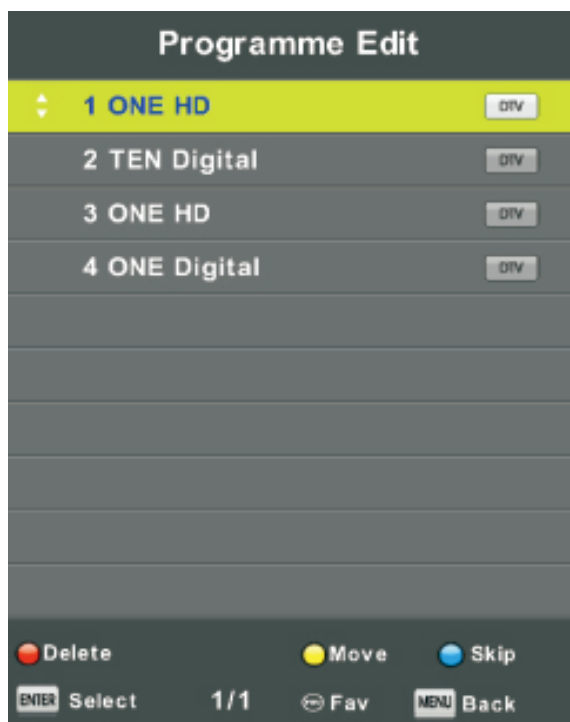 Programme Edit
1 ONE HD DTV
2 TEN Digital DTV
3 ONE HD DTV
4 ONE Digital DTV
Delete Move Skip
ENTER Select 1/1 Fav MENU Back